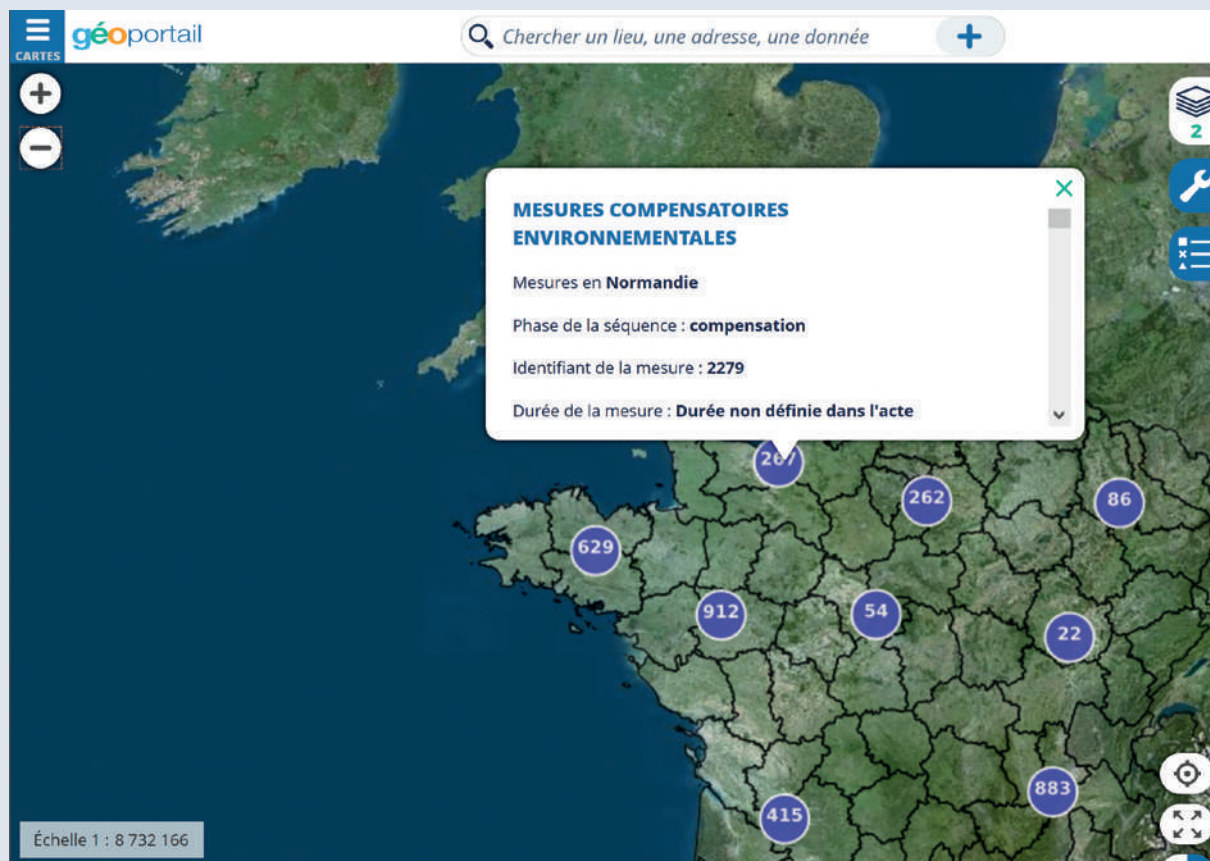 géoportail
Chercher un lieu, une adresse, une donnée
CARTES
2
MESURES COMPENSATOIRES
ENVIRONNEMENTALES
Mesures en Normandie
Phase de la séquence : compensation
Identifiant de la mesure : 2279
Durée de la mesure : Durée non définie dans l'acte
267
262
86
629
912
54
22
883
415
Échelle 1 : 8 732 166